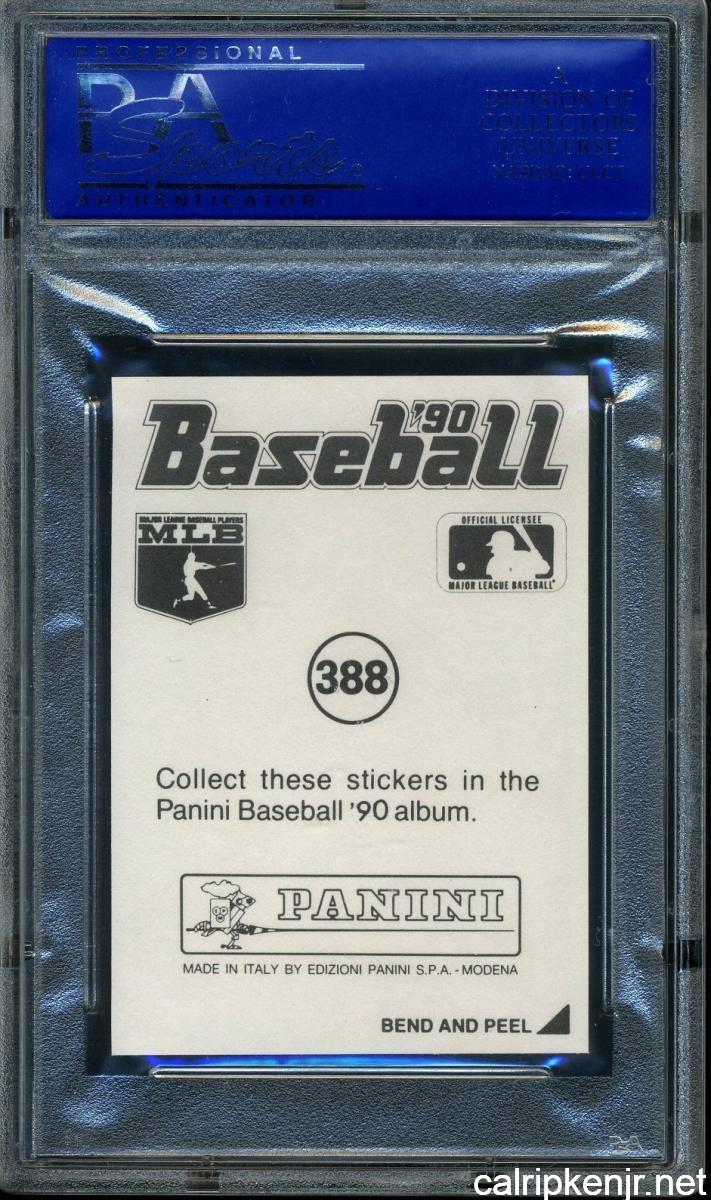 PROFESSIONAL
PSA
Sports®
AUTHENTICATOR
A
DIVISION OF
COLLECTORS
UNIVERSE
NASDAQ: CLCT
Baseball '90
MAJOR LEAGUE BASEBALL PLAYERS
MLB
OFFICIAL LICENSEE
MAJOR LEAGUE BASEBALL
388
Collect these stickers in the
Panini Baseball '90 album.
PANINI
MADE IN ITALY BY EDIZIONI PANINI S.P.A. - MODENA
BEND AND PEEL
PSA
calripkenjr.net